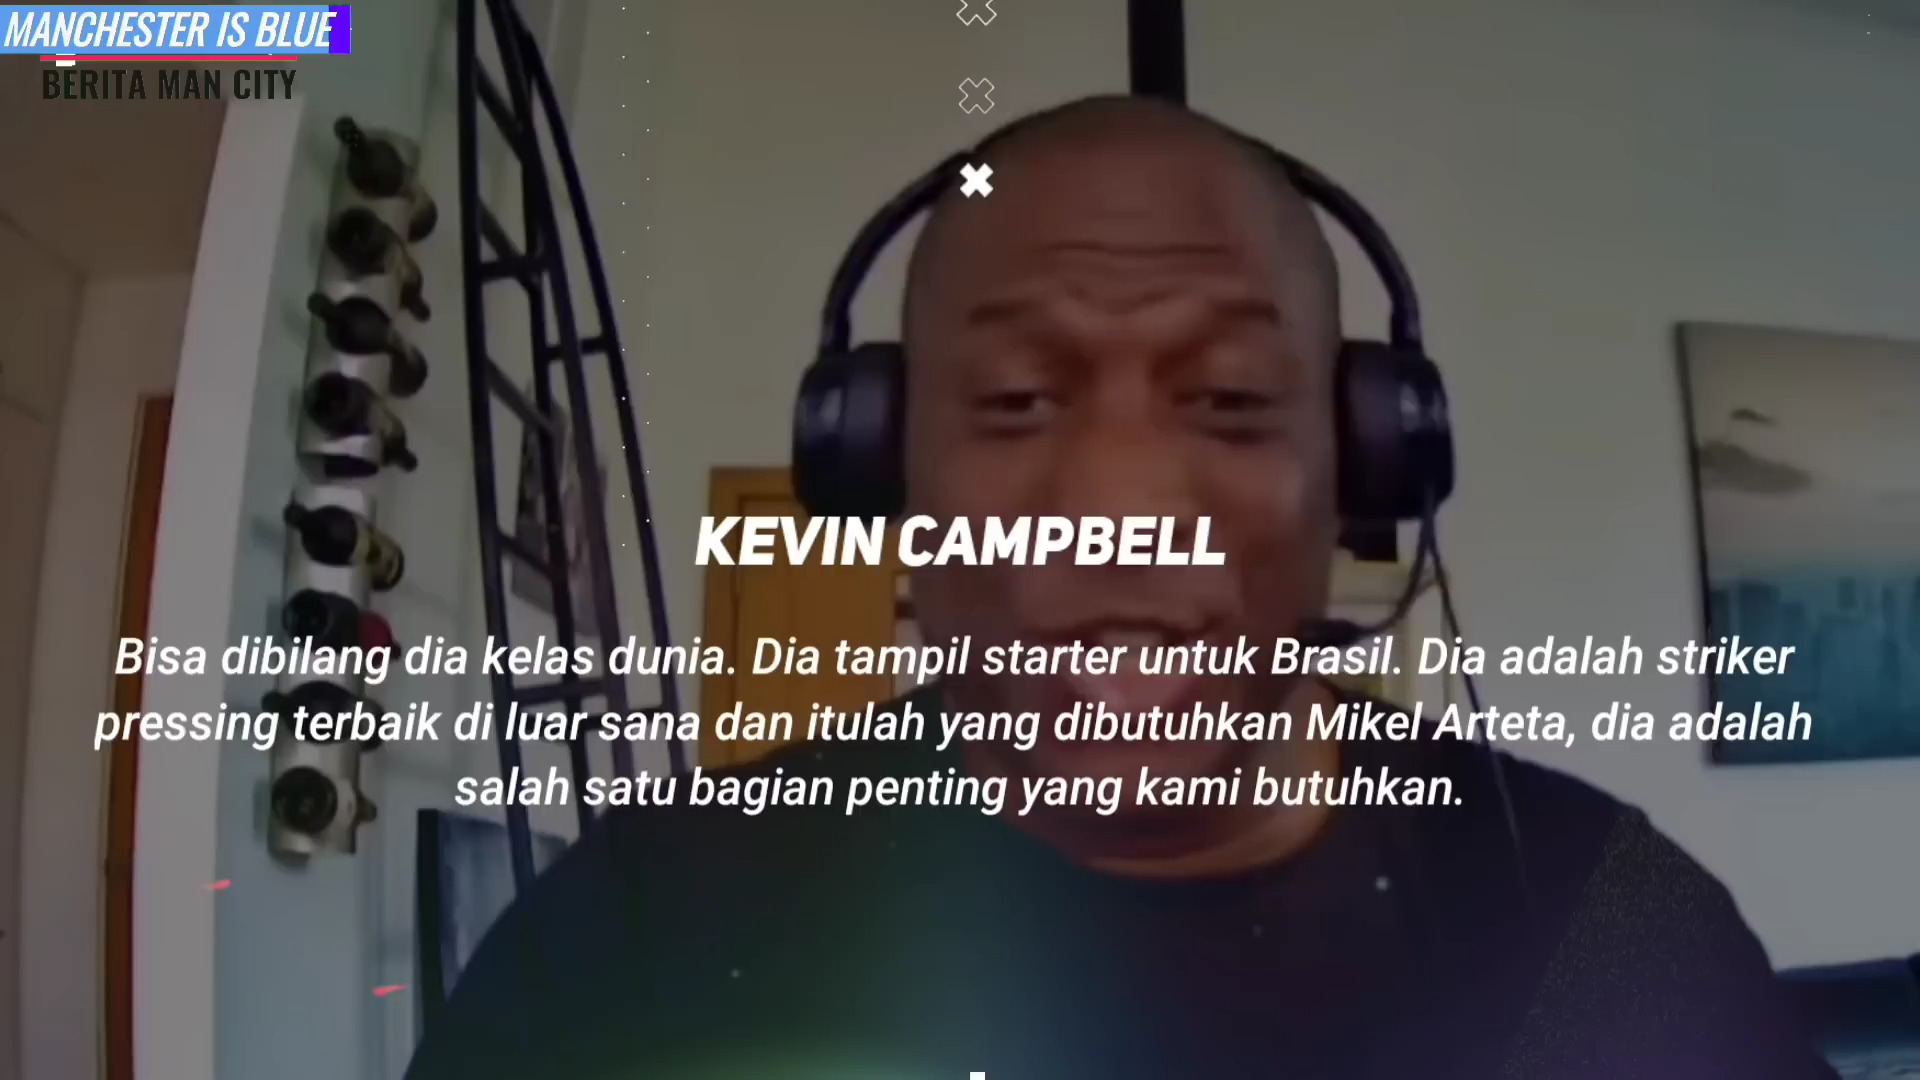 MANCHESTER IS BLUE
BERITA MAN CITY
KEVIN CAMPBELL
Bisa dibilang dia kelas dunia. Dia tampil starter untuk Brasil. Dia adalah striker
pressing terbaik di luar sana dan itulah yang dibutuhkan Mikel Arteta, dia adalah
salah satu bagian penting yang kami butuhkan.